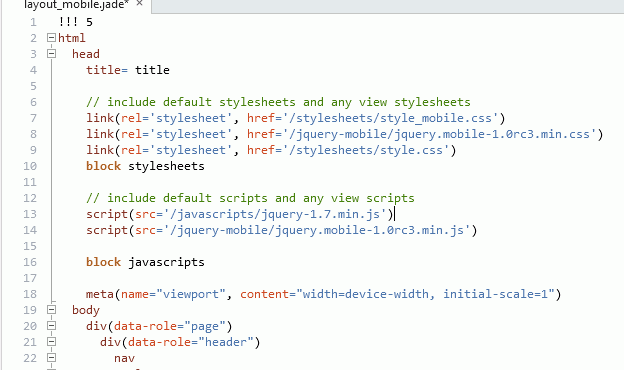 layout_mobile.jade* ×
1 !!! 5
2 html
3 head
4 title= title
5
6 // include default stylesheets and any view stylesheets
7 link(rel='stylesheet', href='/stylesheets/style_mobile.css')
8 link(rel='stylesheet', href='/jquery-mobile/jquery.mobile-1.0rc3.min.css')
9 link(rel='stylesheet', href='/stylesheets/style.css')
10 block stylesheets
11
12 // include default scripts and any view scripts
13 script(src='/javascripts/jquery-1.7.min.js')
14 script(src='/jquery-mobile/jquery.mobile-1.0rc3.min.js')
15
16 block javascripts
17
18 meta(name="viewport", content="width=device-width, initial-scale=1")
19 body
20 div(data-role="page")
21 div(data-role="header")
22 nav